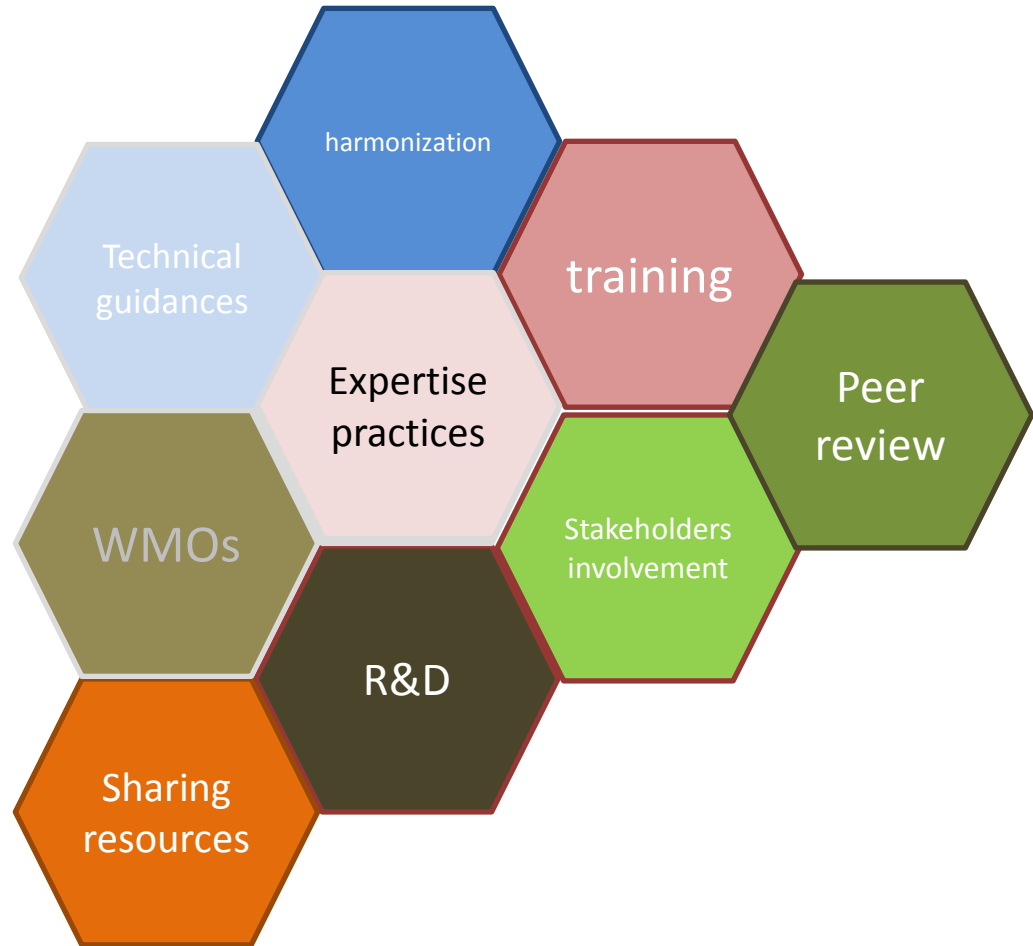 harmonization
Technical
guidances
training
Expertise
practices
Peer
review
WMOs
Stakeholders
involvement
R&D
Sharing
resources